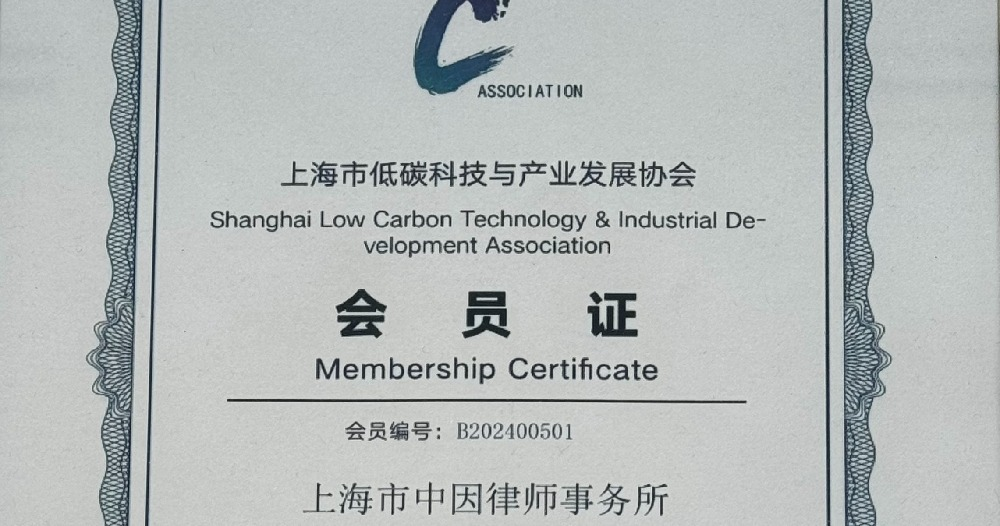 ASSOCIATION
上海市低碳科技与产业发展协会
Shanghai Low Carbon Technology & Industrial De-
velopment Association
会员证
Membership Certificate
会员编号：B202400501
上海市中因律师事务所